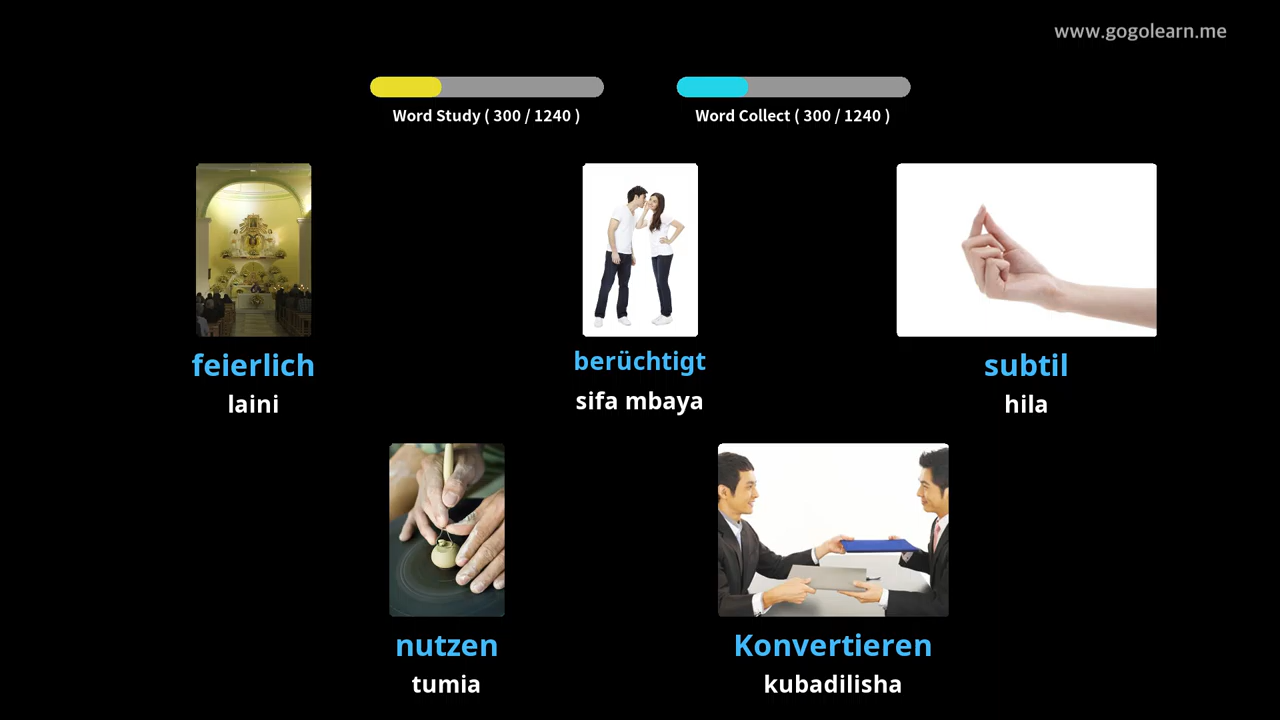 www.gogolearn.me
Word Study ( 300 / 1240 )
Word Collect ( 300 / 1240 )
feierlich
laini
berüchtigt
sifa mbaya
subtil
hila
nutzen
tumia
Konvertieren
kubadilisha